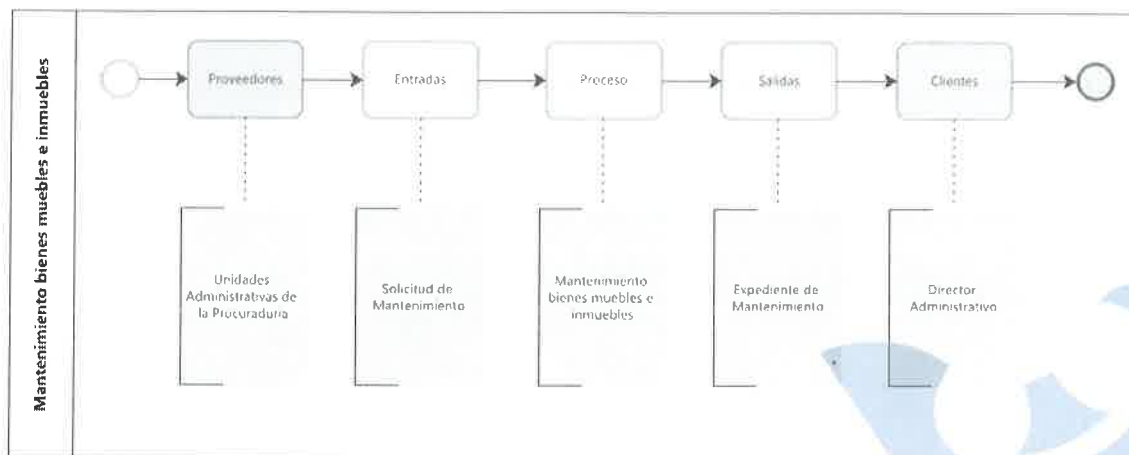 Mantenimiento bienes muebles e inmuebles
Proveedores
Entradas
Proceso
Salidas
Clientes
Unidades
Administrativas de
la Procuraduría
Solicitud de
Mantenimiento
Mantenimiento
bienes muebles e
inmuebles
Expediente de
Mantenimiento
Director
Administrativo